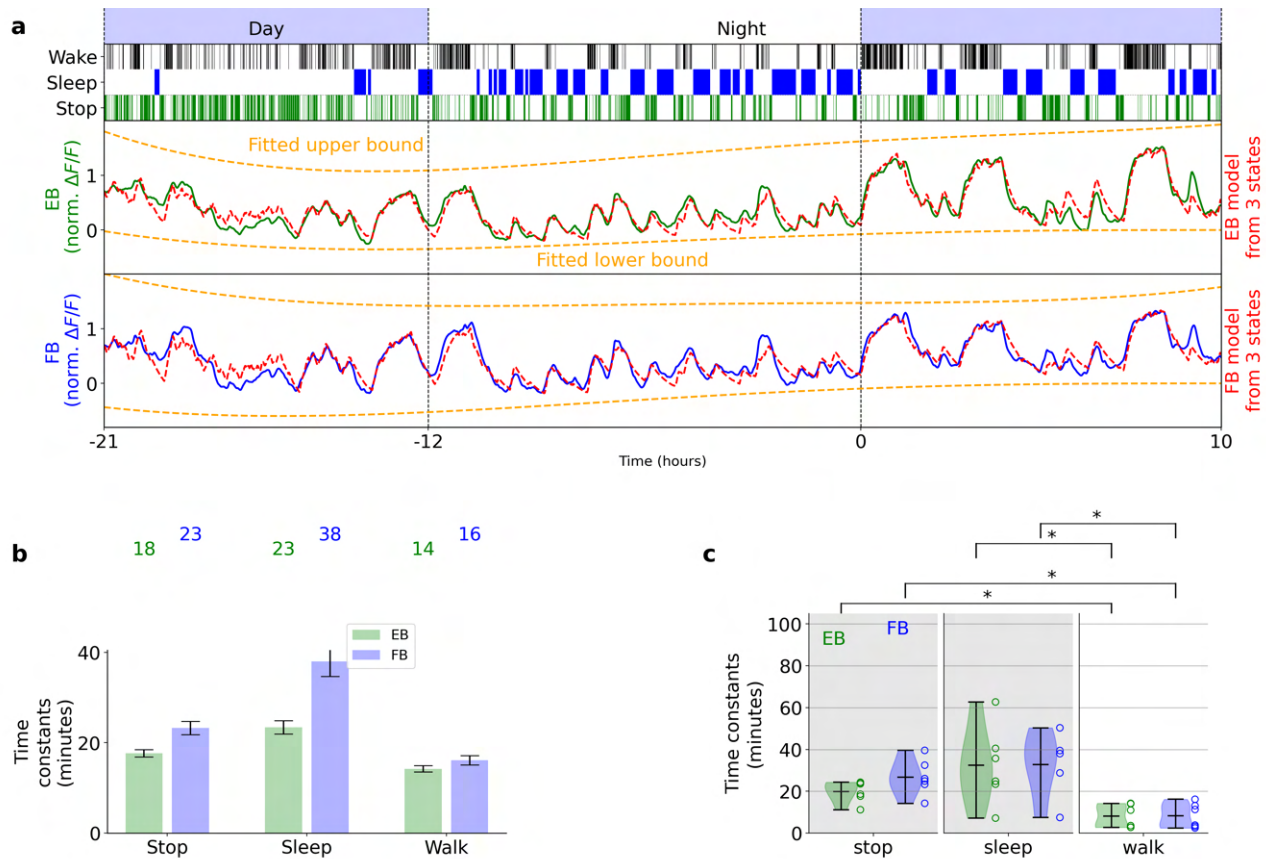 a
Day
Night
Wake
Sleep
Stop
Fitted upper bound
EB
(norm. ΔF/F)
1
0
EB model
from 3 states
Fitted lower bound
FB
(norm. ΔF/F)
1
0
FB model
from 3 states
-21
-12
0
10
Time (hours)
b
18
23
23
38
14
16
Time
constants
(minutes)
40
20
0
EB
FB
Stop
Sleep
Walk
c
*
*
*
*
Time constants
(minutes)
100
80
60
40
20
0
EB
FB
stop
sleep
walk